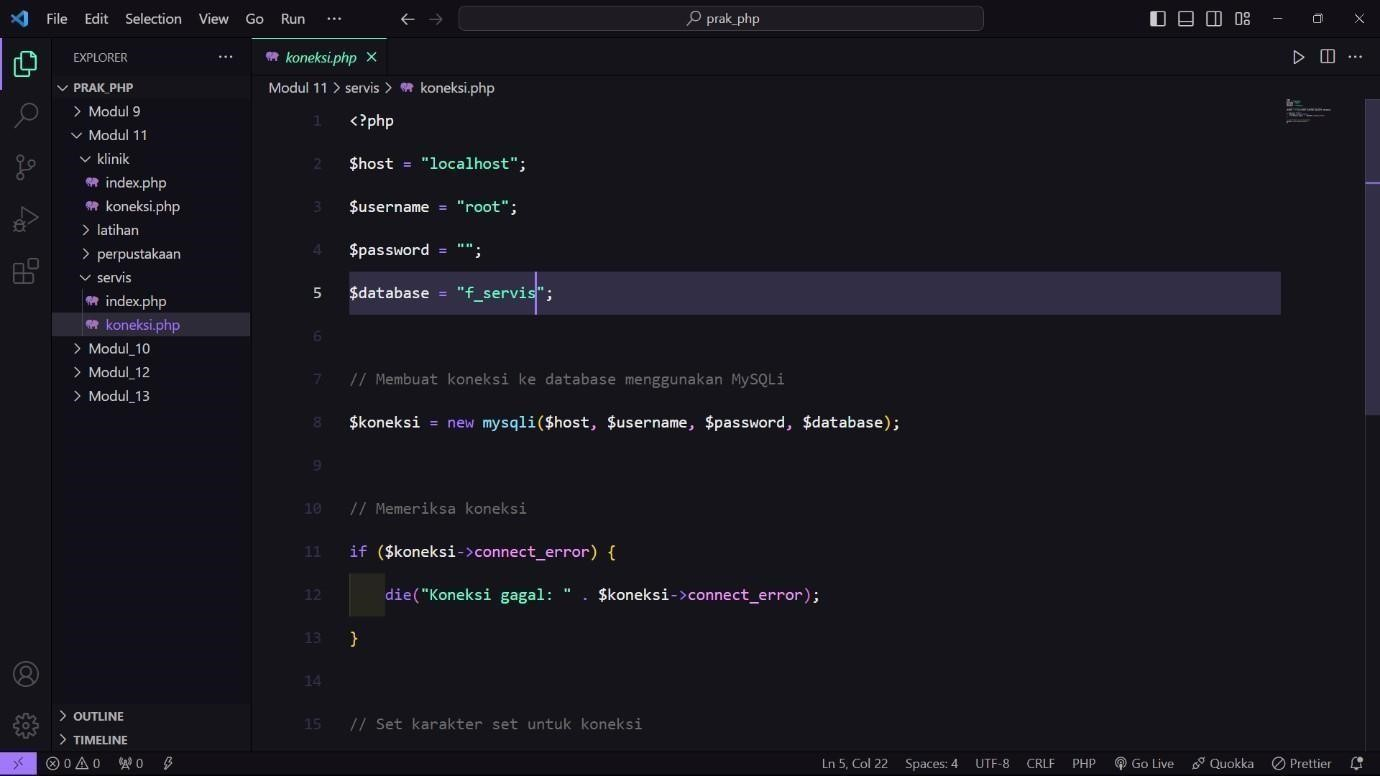 File Edit Selection View Go Run ··· prak_php
EXPLORER ···
PRAK_PHP
Modul 9
Modul 11
klinik
index.php
koneksi.php
latihan
perpustakaan
servis
index.php
koneksi.php
Modul_10
Modul_12
Modul_13
OUTLINE
TIMELINE
koneksi.php
Modul 11 > servis > koneksi.php
1 <?php
2 $host = "localhost";
3 $username = "root";
4 $password = "";
5 $database = "f_servis";
6
7 // Membuat koneksi ke database menggunakan MySQLi
8 $koneksi = new mysqli($host, $username, $password, $database);
9
10 // Memeriksa koneksi
11 if ($koneksi->connect_error) {
12 die("Koneksi gagal: " . $koneksi->connect_error);
13 }
14
15 // Set karakter set untuk koneksi
0 0 0 Ln 5, Col 22 Spaces: 4 UTF-8 CRLF PHP Go Live Quokka Prettier